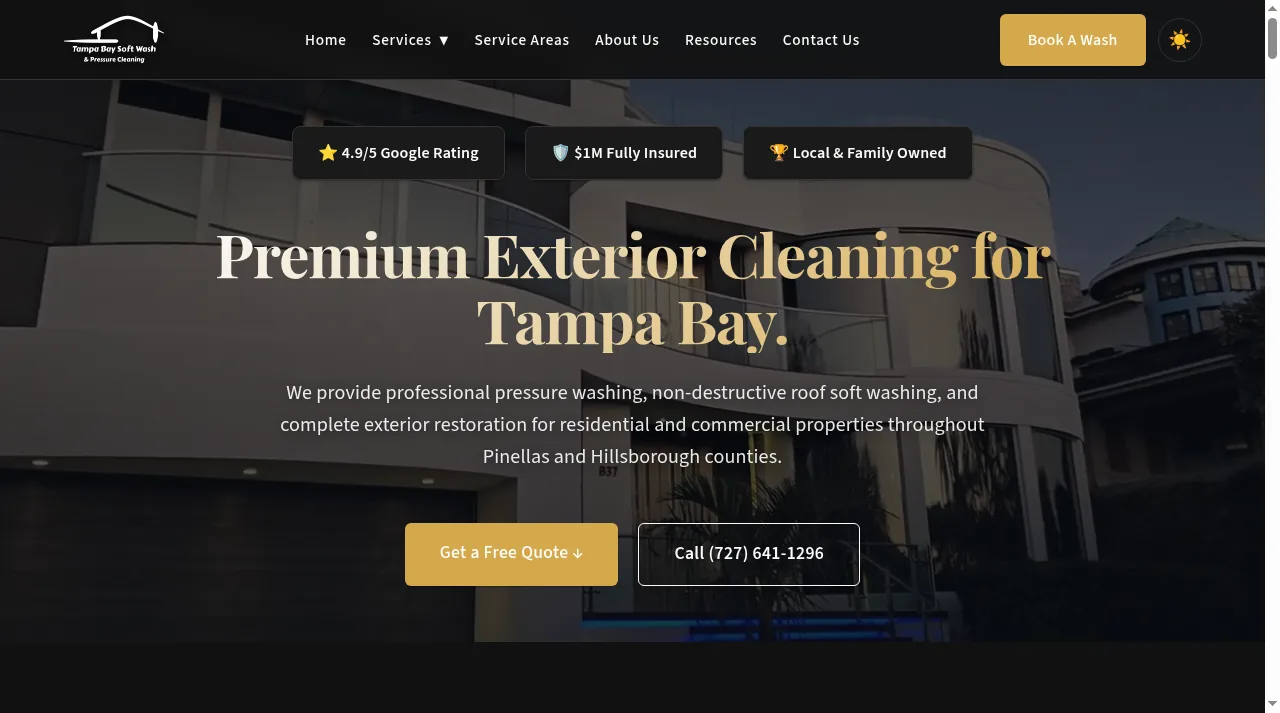 Tampa Bay Soft Wash
& Pressure Cleaning
Home
Services ▼
Service Areas
About Us
Resources
Contact Us
Book A Wash
⭐ 4.9/5 Google Rating
🛡️ $1M Fully Insured
🏆 Local & Family Owned
Premium Exterior Cleaning for
Tampa Bay.
We provide professional pressure washing, non-destructive roof soft washing, and
complete exterior restoration for residential and commercial properties throughout
Pinellas and Hillsborough counties.
837
Get a Free Quote ↓
Call (727) 641-1296